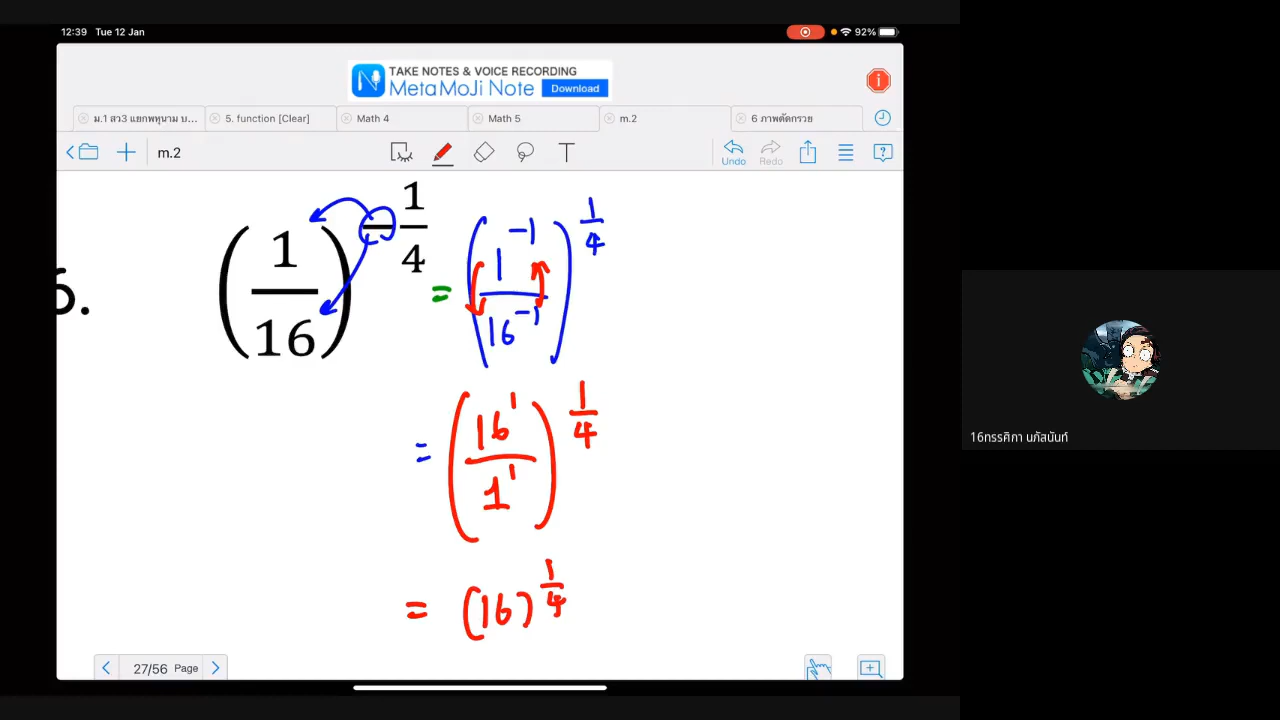 12:39 Tue 12 Jan
92%
TAKE NOTES & VOICE RECORDING
MetaMoJi Note Download
ม.1 สว3 แยกพหุนาม บ...
5. function [Clear]
Math 4
Math 5
m.2
6 ภาพตัดกรวย
m.2
Undo
Redo
6. (1/16)^(-1/4) = (1^(-1)/16^(-1))^(1/4)
= (16^1/1^1)^(1/4)
= (16)^(1/4)
27/56 Page
16กรรศิกา นภัสนันท์